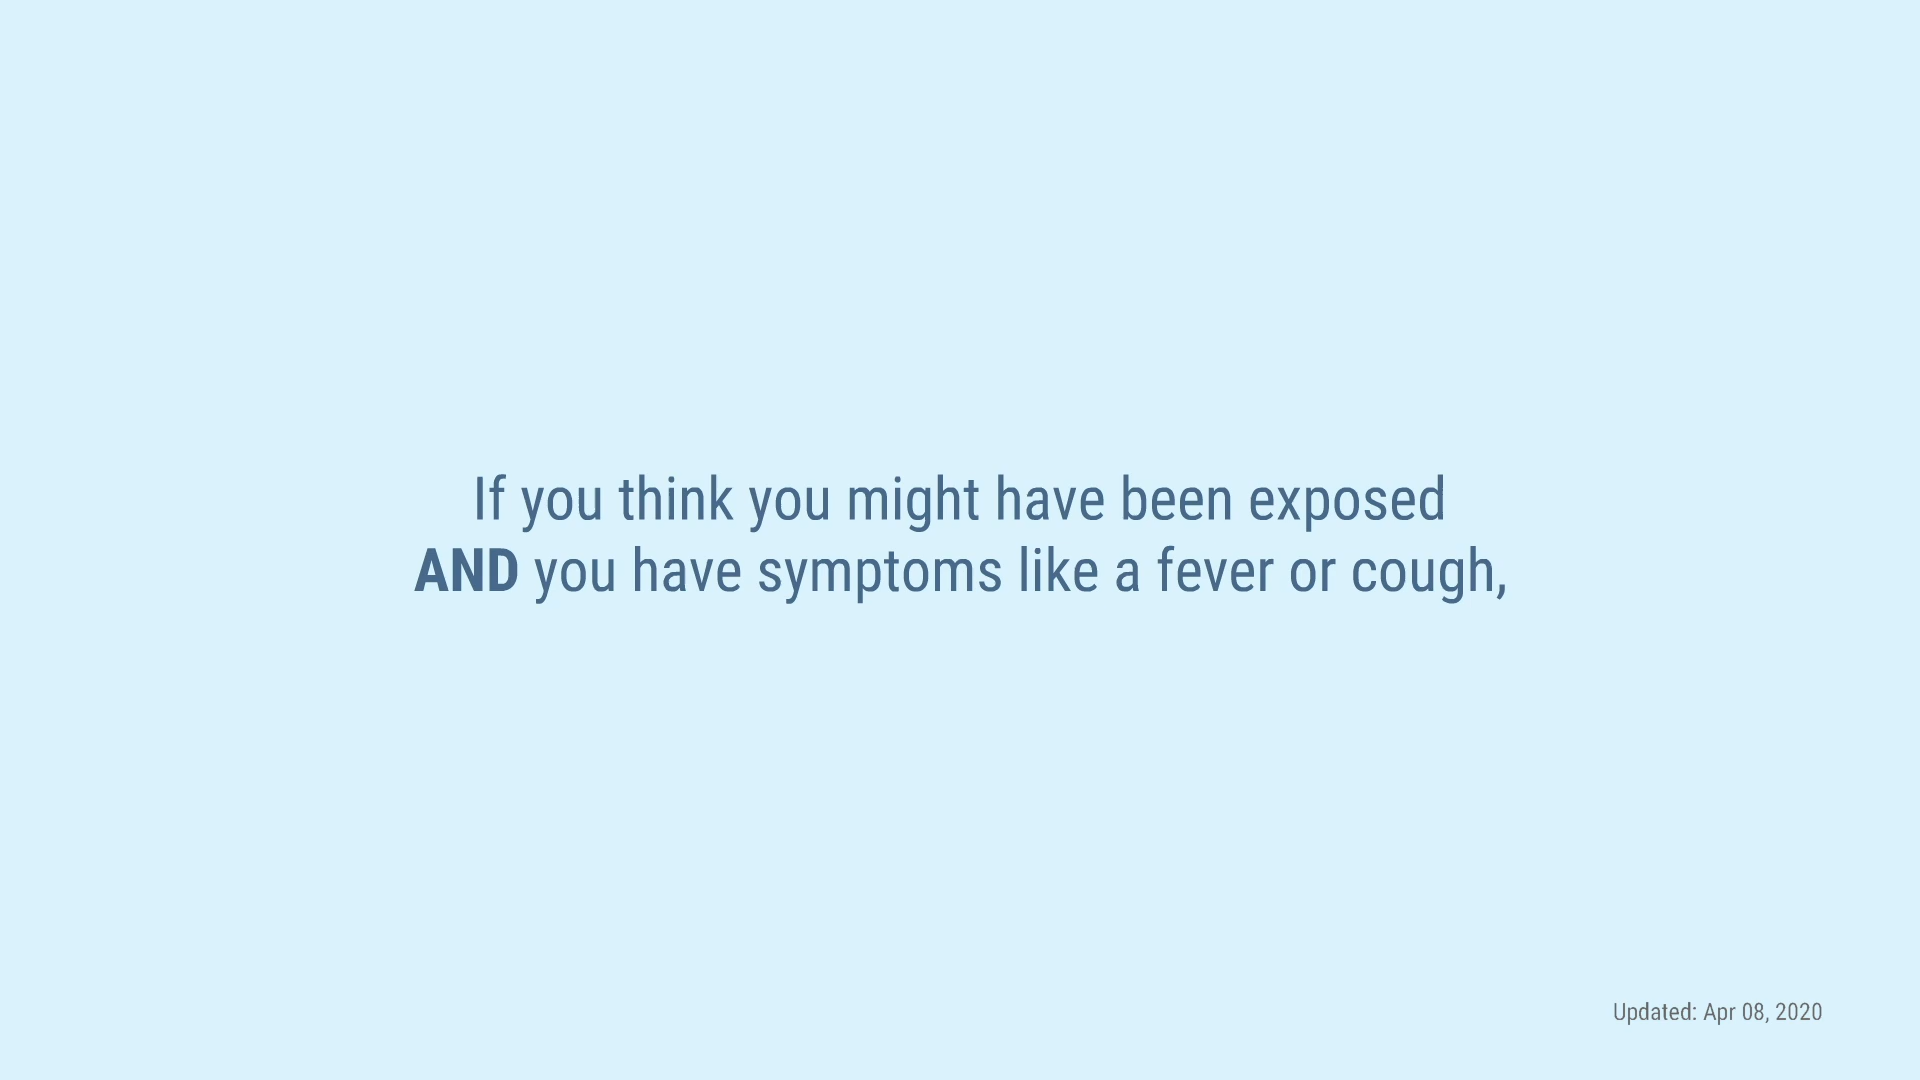 If you think you might have been exposed
AND you have symptoms like a fever or cough,
Updated: Apr 08, 2020